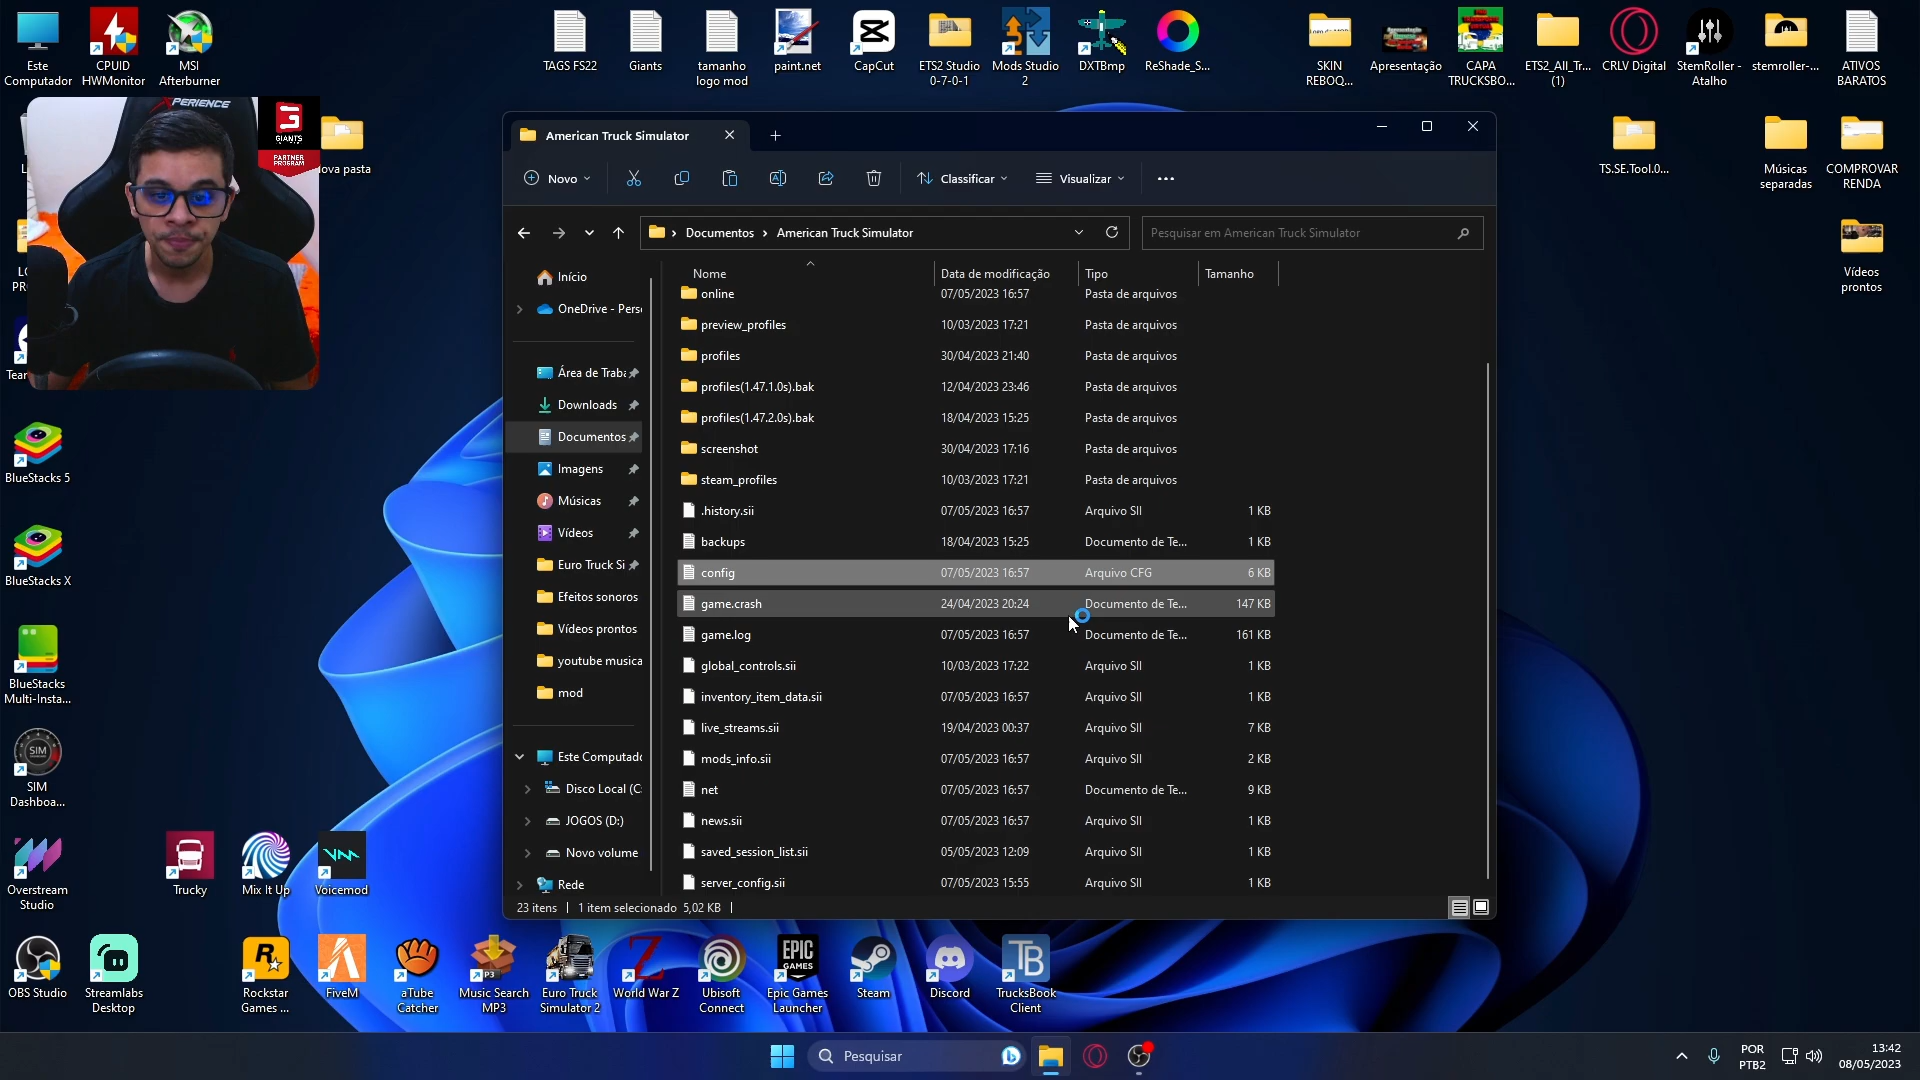 Este
Computador
CPUID
HWMonitor
MSI
Afterburner
TAGS FS22
Giants
tamanho
logo mod
paint.net
CapCut
ETS2 Studio
0-7-0-1
Mods Studio
2
DXTBmp
ReShade_S...
SKIN
REBOQ...
Apresentação
CAPA
TRUCKSBO...
ETS2_All_Tr...
(1)
CRLV Digital
StemRoller -
Atalho
stemroller-...
ATIVOS
BARATOS
XPERIENCE
GIANTS
PARTNER
PROGRAM
ova pasta
TS.SE.Tool.0...
Músicas
separadas
COMPROVAR
RENDA
Vídeos
prontos
American Truck Simulator
Novo
Classificar
Visualizar
Documentos > American Truck Simulator
Pesquisar em American Truck Simulator
Nome Data de modificação Tipo Tamanho
online 07/05/2023 16:57 Pasta de arquivos
preview_profiles 10/03/2023 17:21 Pasta de arquivos
profiles 30/04/2023 21:40 Pasta de arquivos
profiles(1.47.1.0s).bak 12/04/2023 23:46 Pasta de arquivos
profiles(1.47.2.0s).bak 18/04/2023 15:25 Pasta de arquivos
screenshot 30/04/2023 17:16 Pasta de arquivos
steam_profiles 10/03/2023 17:21 Pasta de arquivos
.history.sii 07/05/2023 16:57 Arquivo SII 1 KB
backups 18/04/2023 15:25 Documento de Te... 1 KB
config 07/05/2023 16:57 Arquivo CFG 6 KB
game.crash 24/04/2023 20:24 Documento de Te... 147 KB
game.log 07/05/2023 16:57 Documento de Te... 161 KB
global_controls.sii 10/03/2023 17:22 Arquivo SII 1 KB
inventory_item_data.sii 07/05/2023 16:57 Arquivo SII 1 KB
live_streams.sii 19/04/2023 00:37 Arquivo SII 7 KB
mods_info.sii 07/05/2023 16:57 Arquivo SII 2 KB
net 07/05/2023 16:57 Documento de Te... 9 KB
news.sii 07/05/2023 16:57 Arquivo SII 1 KB
saved_session_list.sii 05/05/2023 12:09 Arquivo SII 1 KB
server_config.sii 07/05/2023 15:55 Arquivo SII 1 KB
Início
OneDrive - Pers
Área de Traba
Downloads
Documentos
Imagens
Músicas
Vídeos
Euro Truck Si
Efeitos sonoros
Vídeos prontos
youtube musica
mod
Este Computado
Disco Local (C:
JOGOS (D:)
Novo volume
Rede
23 itens | 1 item selecionado 5,02 KB |
BlueStacks 5
BlueStacks X
BlueStacks
Multi-Insta...
SIM
SIM
Dashboa...
Overstream
Studio
Trucky
Mix It Up
Voicemod
OBS Studio
Streamlabs
Desktop
Rockstar
Games ...
FiveM
aTube
Catcher
Music Search
MP3
Euro Truck
Simulator 2
World War Z
Ubisoft
Connect
EPIC
GAMES
Epic Games
Launcher
Steam
Discord
TB
TrucksBook
Client
Pesquisar
POR
PTB2
13:42
08/05/2023